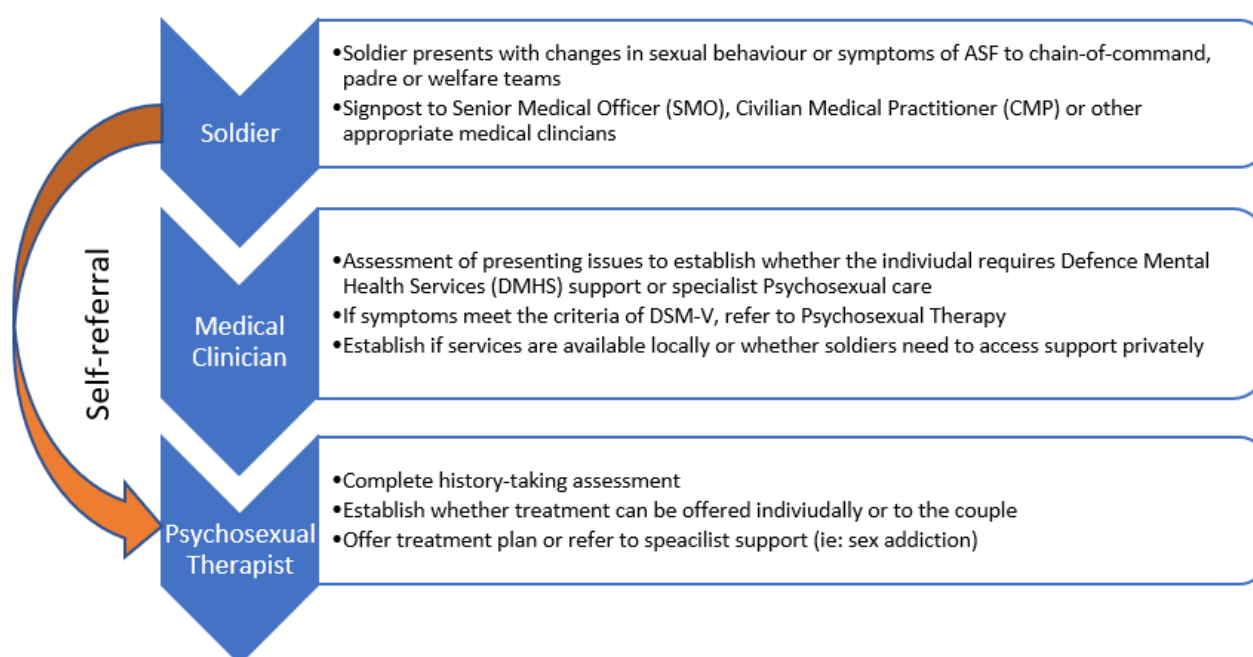 •Soldier presents with changes in sexual behaviour or symptoms of ASF to chain-of-command,
padre or welfare teams
•Signpost to Senior Medical Officer (SMO), Civilian Medical Practitioner (CMP) or other
appropriate medical clincians
Soldier
Self-referral
•Assessment of presenting issues to establish whether the indiviudal requires Defence Mental
Health Services (DMHS) support or specialist Psychosexual care
•If symptoms meet the criteria of DSM-V, refer to Psychosexual Therapy
•Establish if services are available locally or whether soldiers need to access support privately
Medical
Clinician
•Complete history-taking assessment
•Establish whether treatment can be offered indiviudally or to the couple
•Offer treatment plan or refer to speacilist support (ie: sex addiction)
Psychosexual
Therapist